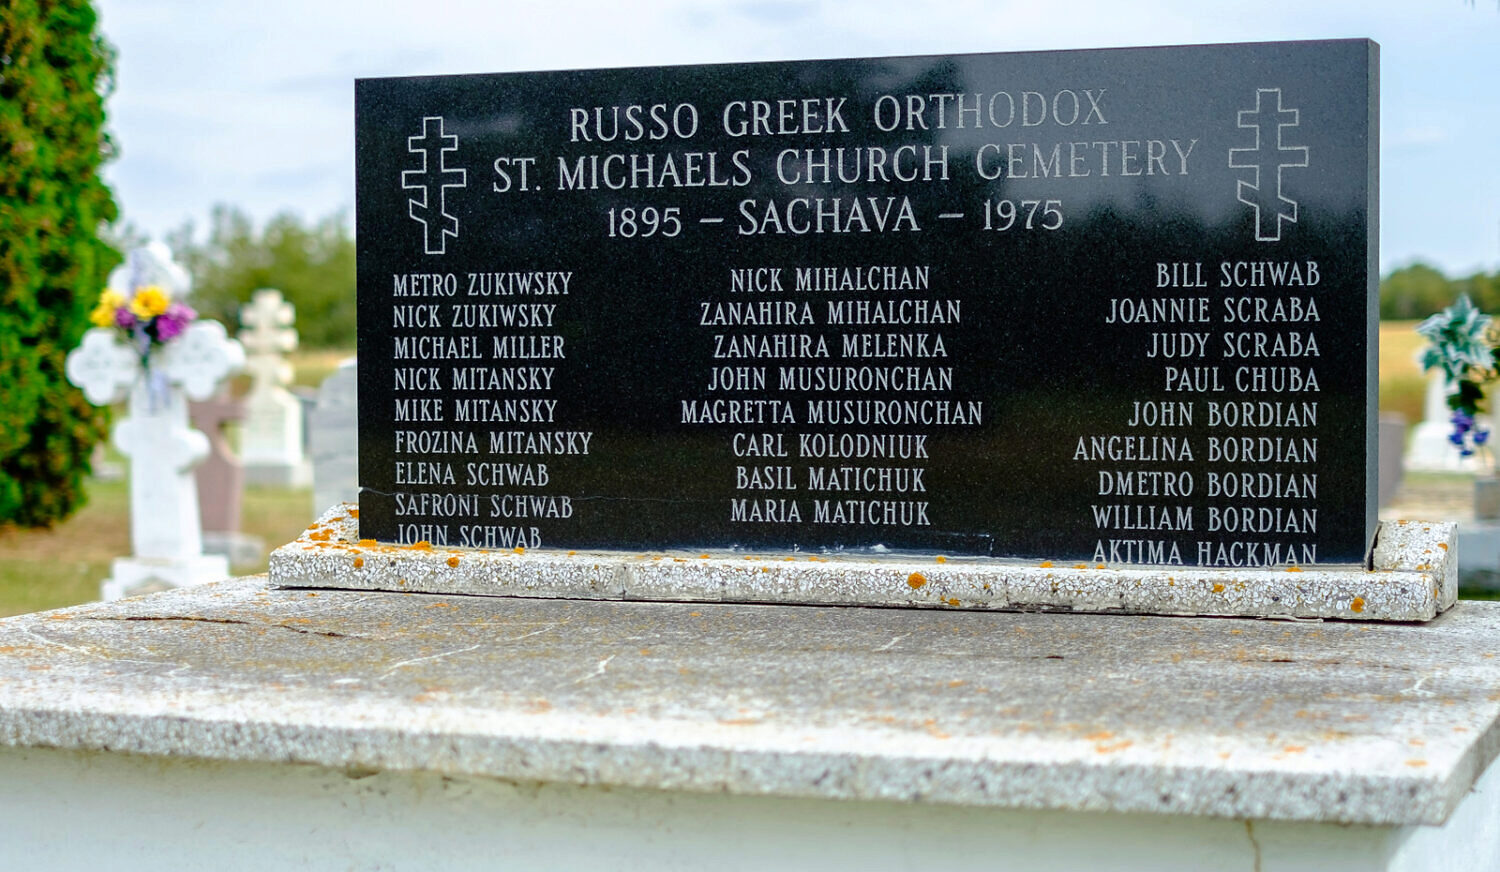 RUSSO GREEK ORTHODOX
ST. MICHAELS CHURCH CEMETERY
1895 – SACHAVA – 1975
METRO ZUKIWSKY
NICK ZUKIWSKY
MICHAEL MILLER
NICK MITANSKY
MIKE MITANSKY
FROZINA MITANSKY
ELENA SCHWAB
SAFRONI SCHWAB
JOHN SCHWAB
NICK MIHALCHAN
ZANAHIRA MIHALCHAN
ZANAHIRA MELENKA
JOHN MUSURONCHAN
MAGRETTA MUSURONCHAN
CARL KOLODNIUK
BASIL MATICHUK
MARIA MATICHUK
BILL SCHWAB
JOANNIE SCRABA
JUDY SCRABA
PAUL CHUBA
JOHN BORDIAN
ANGELINA BORDIAN
DMETRO BORDIAN
WILLIAM BORDIAN
AKTIMA HACKMAN